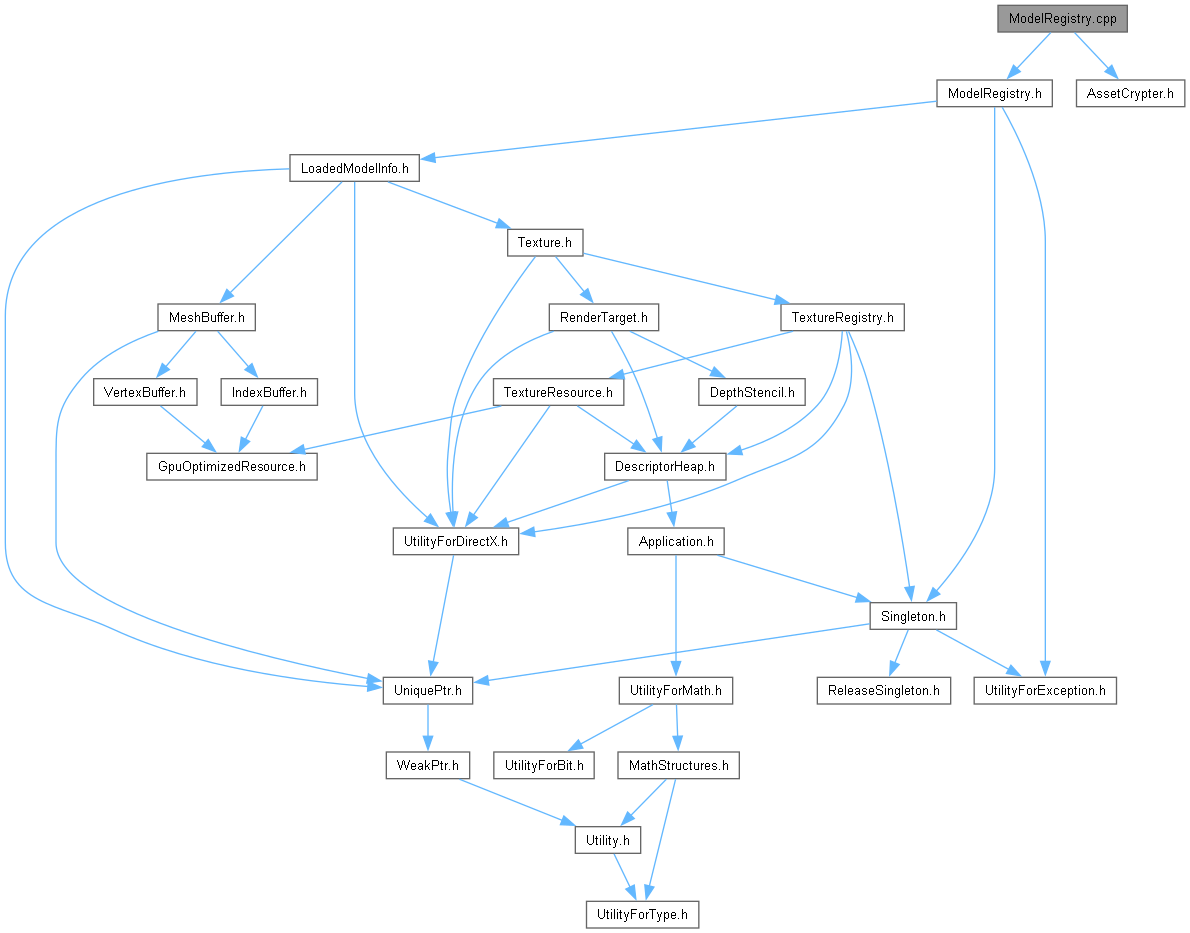 ModelRegistry.cpp
ModelRegistry.h
AssetCrypter.h
LoadedModelInfo.h
Texture.h
MeshBuffer.h
RenderTarget.h
TextureRegistry.h
VertexBuffer.h
IndexBuffer.h
TextureResource.h
DepthStencil.h
GpuOptimizedResource.h
DescriptorHeap.h
UtilityForDirectX.h
Application.h
Singleton.h
UniquePtr.h
UtilityForMath.h
ReleaseSingleton.h
UtilityForException.h
WeakPtr.h
UtilityForBit.h
MathStructures.h
Utility.h
UtilityForType.h